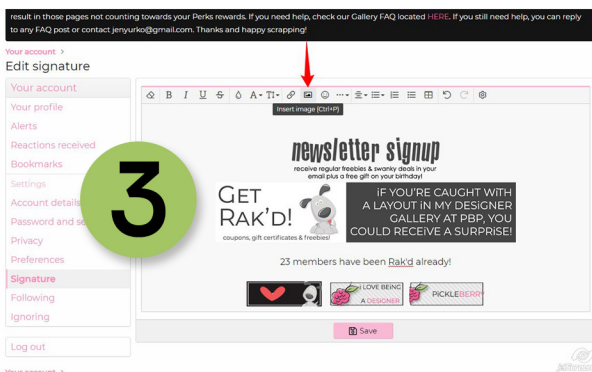 result in those pages not counting towards your Perks rewards. If you need help, check our Gallery FAQ located HERE. If you still need help, you can reply
to any FAQ post or contact jenyurko@gmail.com. Thanks and happy scrapping!
Your account >
Edit signature
Your account
Your profile
Alerts
Reactions received
Bookmarks
Settings
Account details
Password and se
Privacy
Preferences
Signature
Following
Ignoring
Log out
Your account >
3
B I U S A TI
Insert image (Ctrl+P)
newsletter signup
receive regular freebies & swanky deals in your
email plus a free gift on your birthday!
GET
RAK'D!
coupons, gift certificates & freebies!
iF YOU'RE CAUGHT WiTH
A LAYOUT iN MY DESiGNER
GALLERY AT PBP, YOU
COULD RECEiVE A SURPRiSE!
23 members have been Rak'd already!
i LOVE BEING
A DESIGNER
PiCKLEBERR
Save